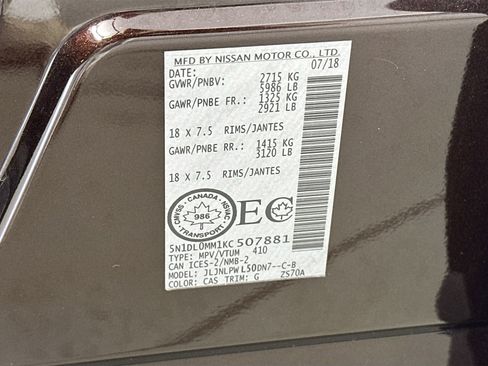 MFD BY NISSAN MOTOR CO., LTD.
DATE: 07/18
GVWR/PNBV: 2715 KG
5986 LB
GAWR/PNBE FR.: 1325 KG
2921 LB
18 X 7.5 RIMS/JANTES
GAWR/PNBE RR.: 1415 KG
3120 LB
18 X 7.5 RIMS/JANTES
CMVSS · CANADA · NSVAC
986
TRANSPORT
EC
5N1DL0MM1KC507881
TYPE: MPV/VTUM 410
CAN ICES-2/NMB-2
MODEL: JLJNLPWL50DN7--C-B
COLOR: CAS TRIM: G ZS70A